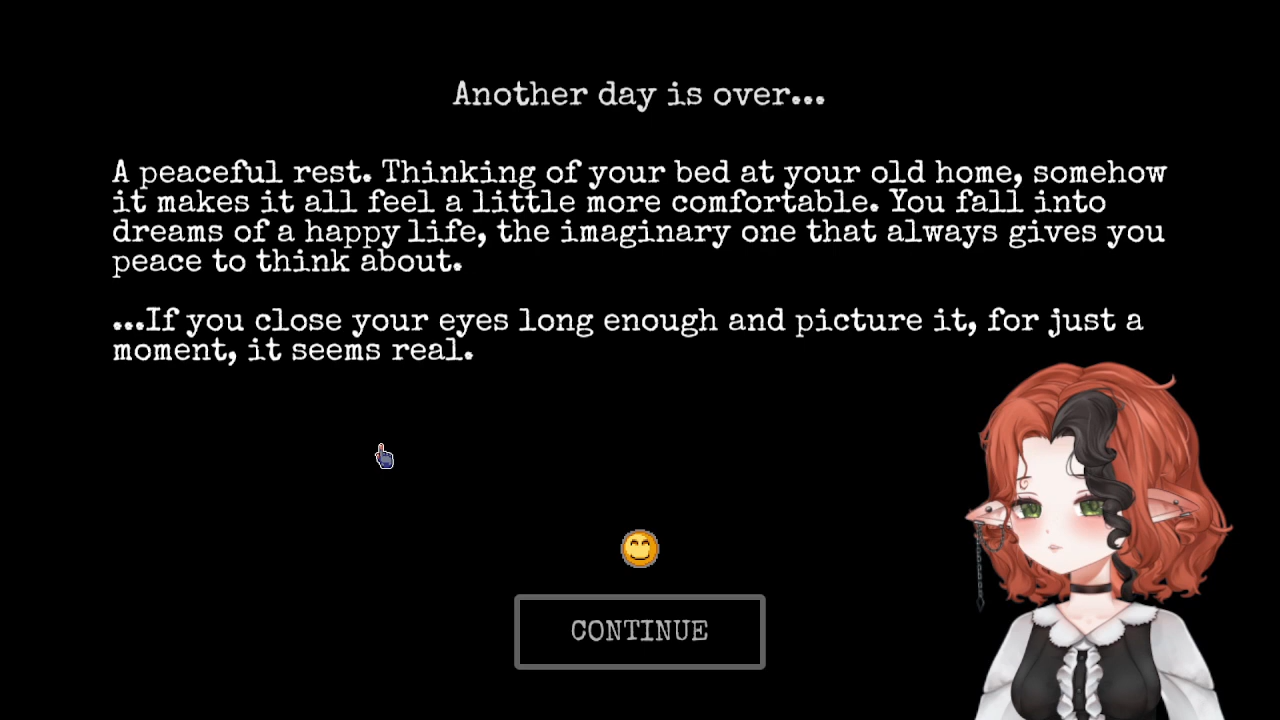 Another day is over...
A peaceful rest. Thinking of your bed at your old home, somehow
it makes it all feel a little more comfortable. You fall into
dreams of a happy life, the imaginary one that always gives you
peace to think about.
...If you close your eyes long enough and picture it, for just a
moment, it seems real.
CONTINUE